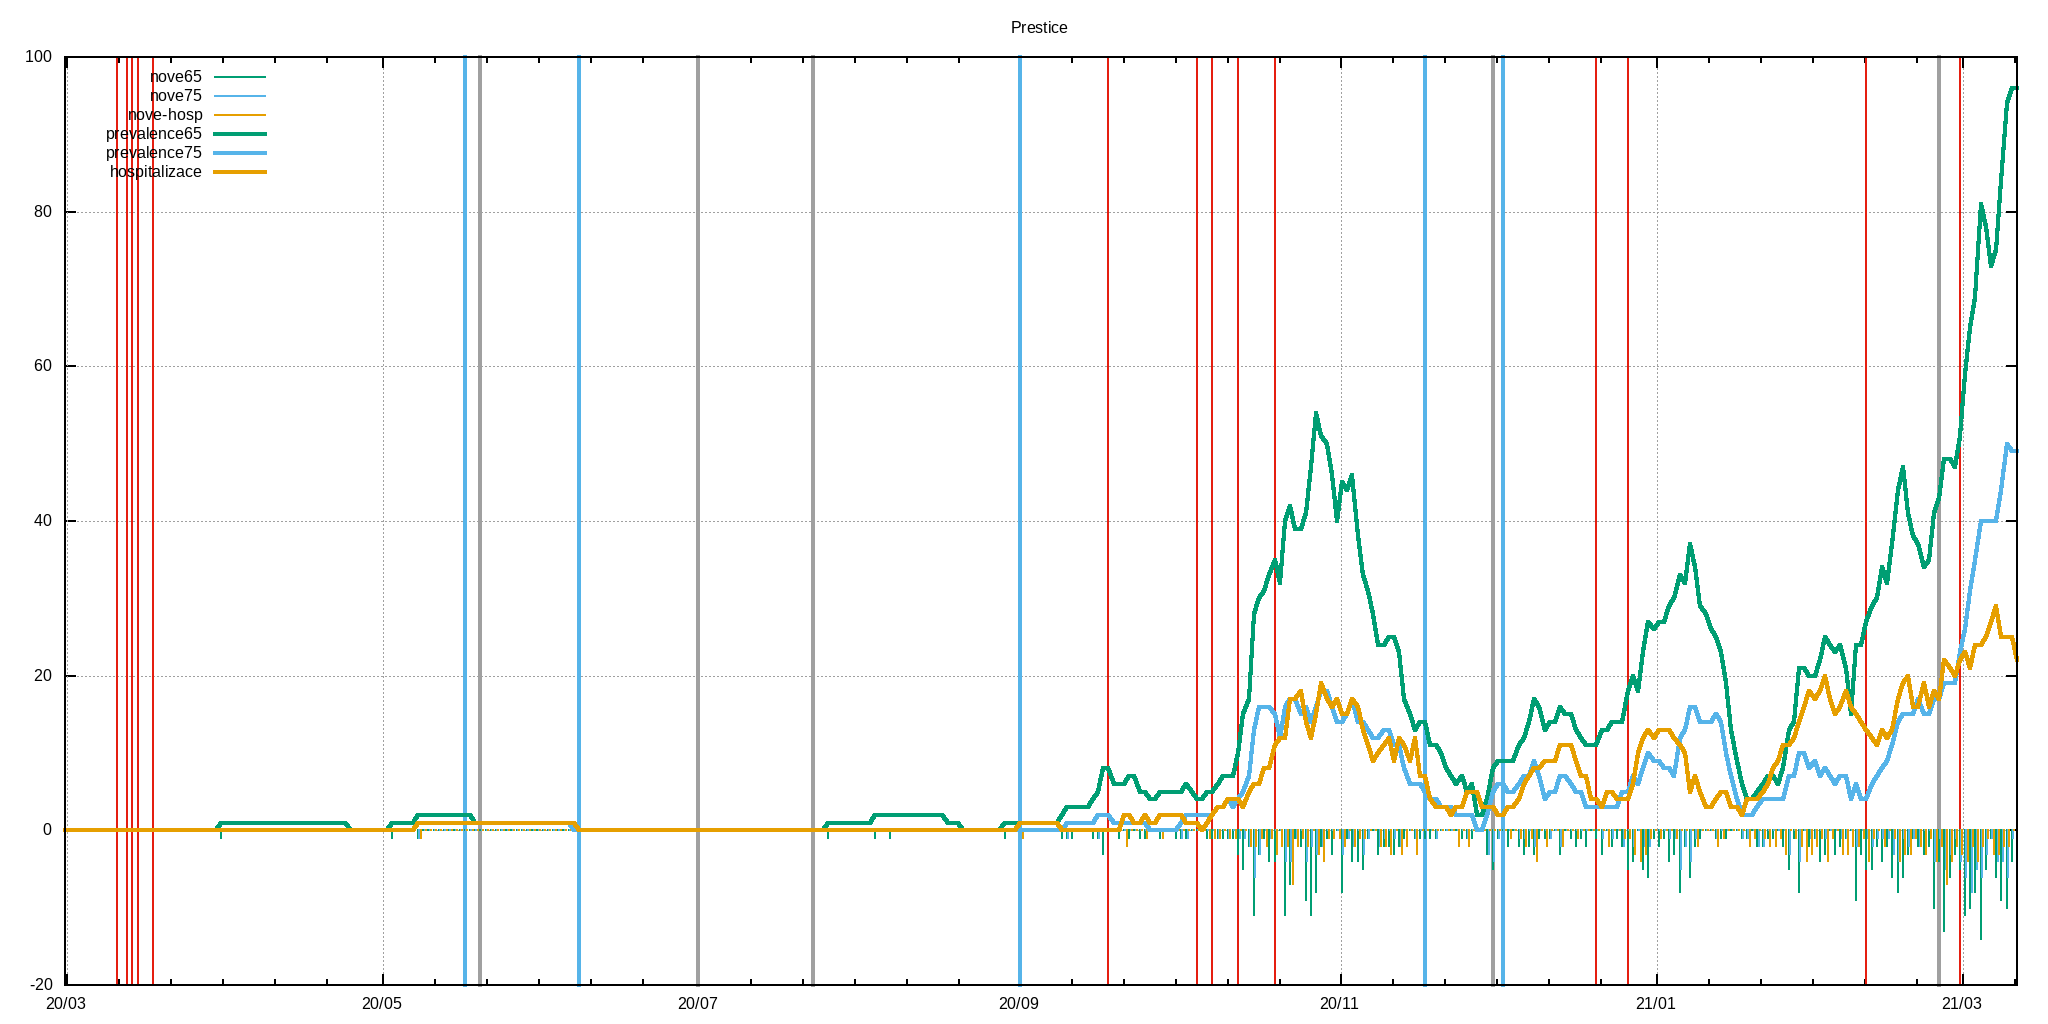 Prestice
100
nove65
nove75
nove-hosp
prevalence65
prevalence75
hospitalizace
80
60
40
20
0
-20
20/03 20/05 20/07 20/09 20/11 21/01 21/03